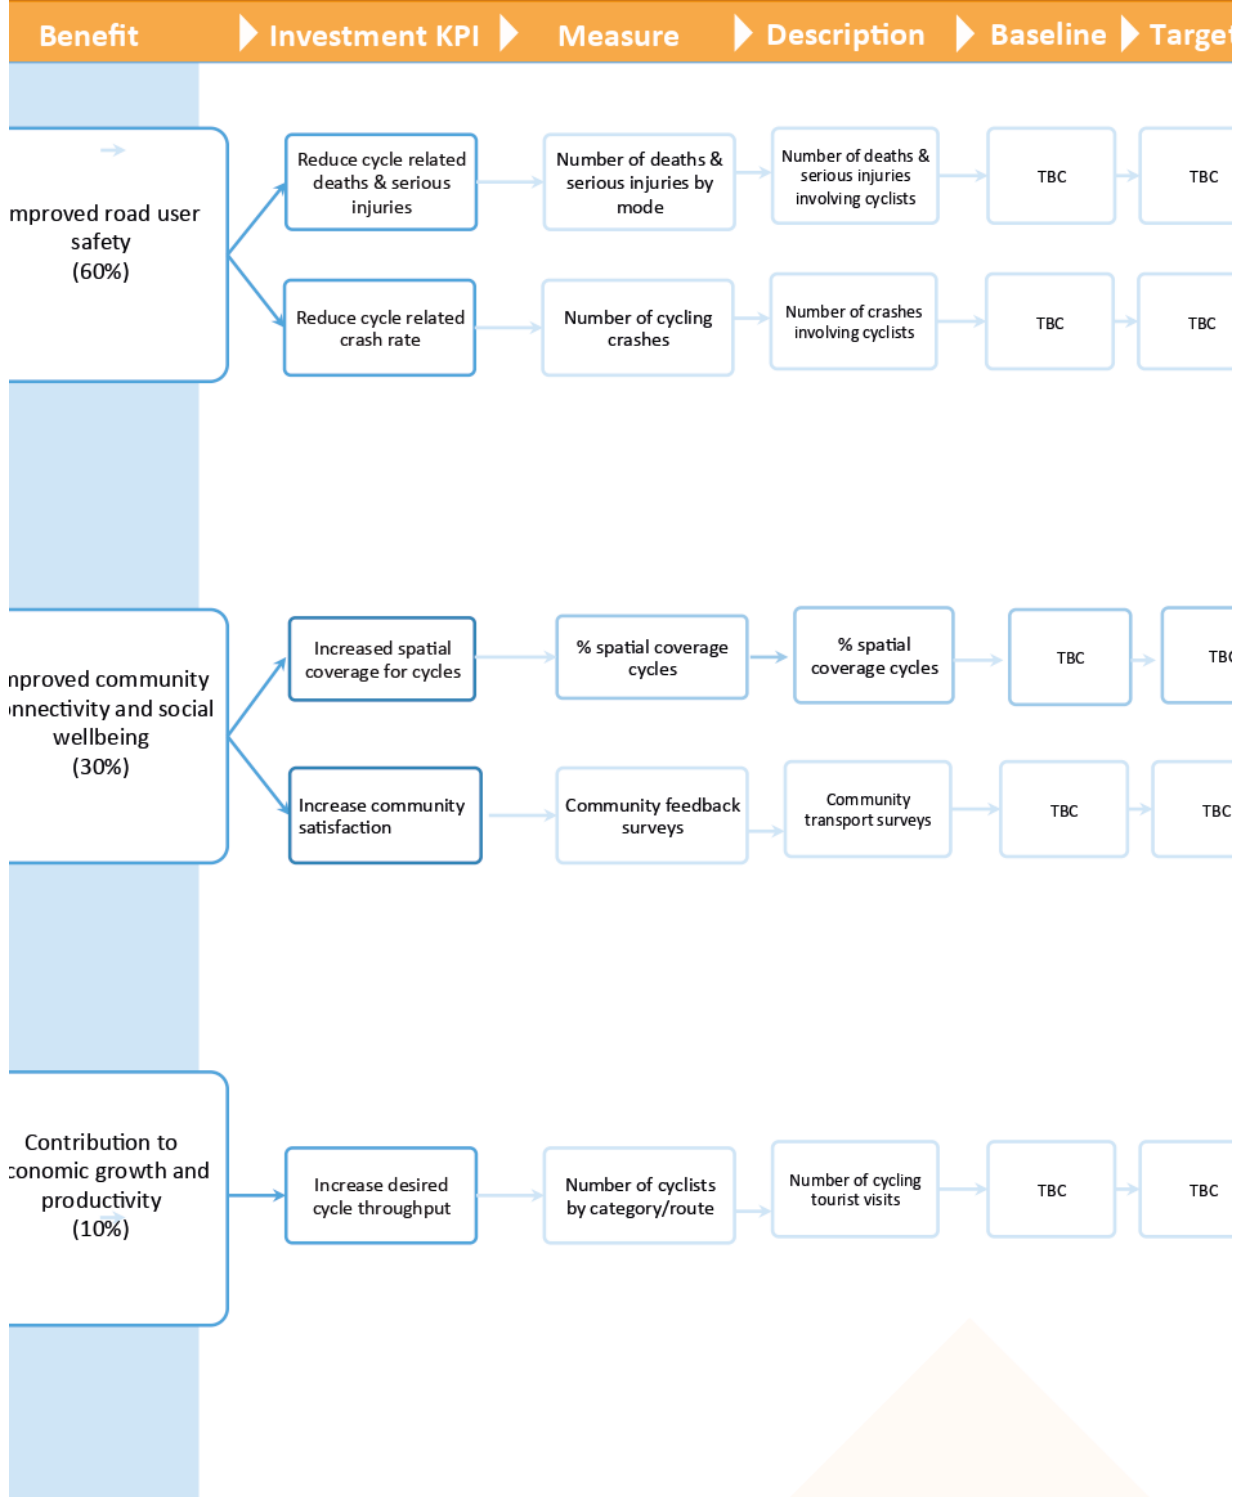 Benefit Investment KPI Measure Description Baseline Target
mproved road user
safety
(60%)
Reduce cycle related
deaths & serious
injuries
Number of deaths &
serious injuries by
mode
Number of deaths &
serious injuries
involving cyclists
TBC
TBC
Reduce cycle related
crash rate
Number of cycling
crashes
Number of crashes
involving cyclists
TBC
TBC
mproved community
onnectivity and social
wellbeing
(30%)
Increased spatial
coverage for cycles
% spatial coverage
cycles
% spatial
coverage cycles
TBC
TBC
Increase community
satisfaction
Community feedback
surveys
Community
transport surveys
TBC
TBC
Contribution to
conomic growth and
productivity
(10%)
Increase desired
cycle throughput
Number of cyclists
by category/route
Number of cycling
tourist visits
TBC
TBC